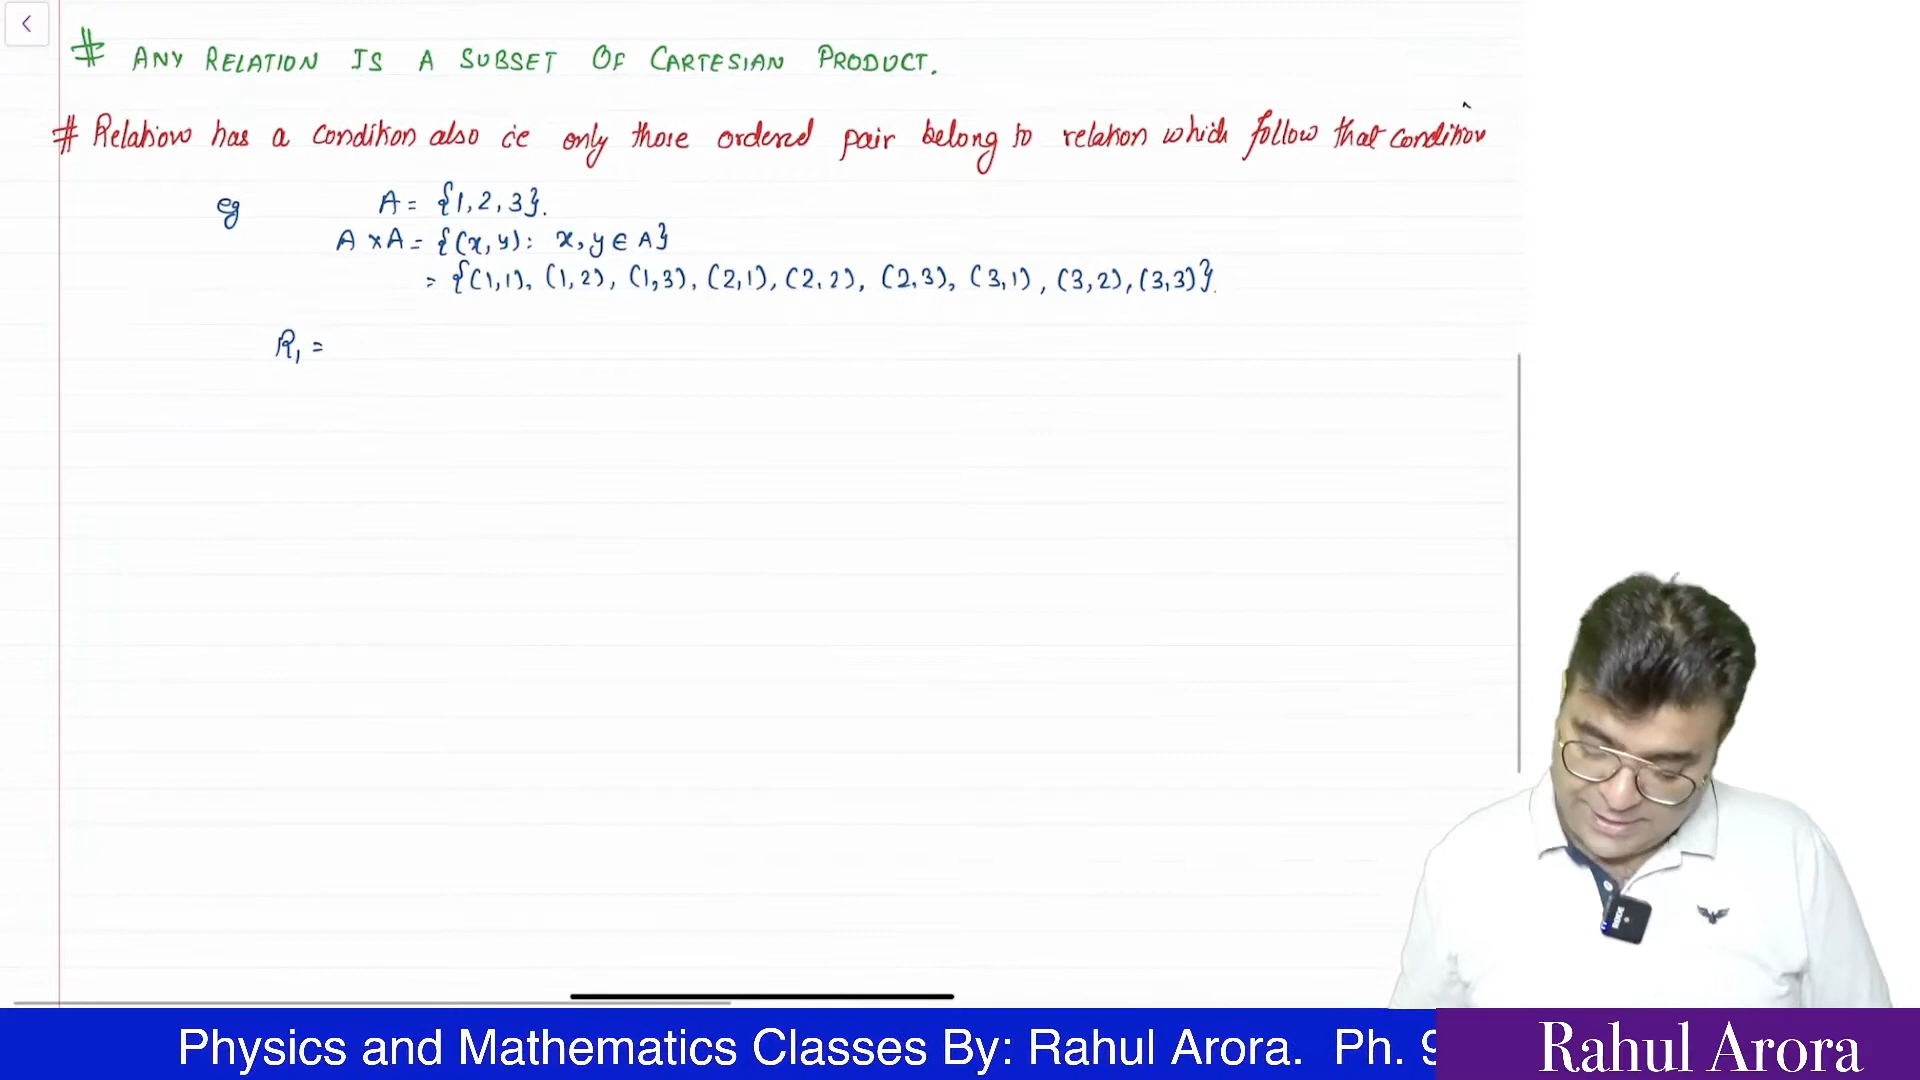 # ANY RELATION IS A SUBSET OF CARTESIAN PRODUCT.
# Relation has a condition also ie only those ordered pair belong to relation which follow that condition
eg A = {1, 2, 3}.
A × A = {(x, y) : x, y ∈ A}
= {(1,1), (1,2), (1,3), (2,1), (2,2), (2,3), (3,1), (3,2), (3,3)}.
R₁ =
Physics and Mathematics Classes By: Rahul Arora. Ph. 9
Rahul Arora